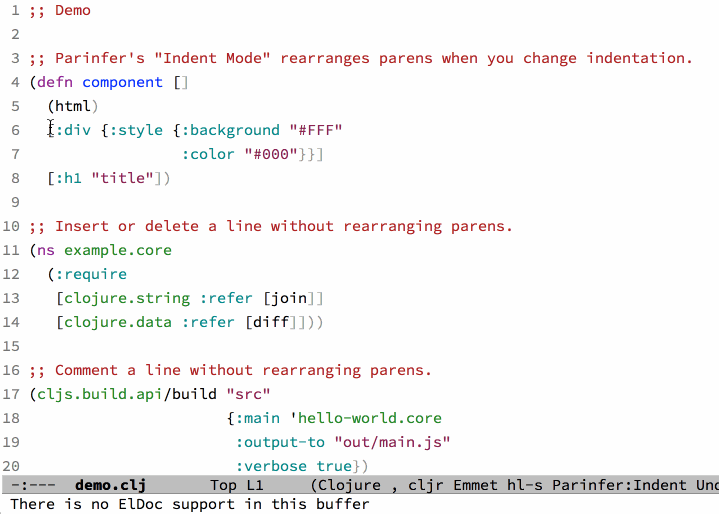 1 ;; Demo
2
3 ;; Parinfer's "Indent Mode" rearranges parens when you change indentation.
4 (defn component []
5   (html)
6   [:div {:style {:background "#FFF"
7                  :color "#000"}}]
8   [:h1 "title"])
9
10 ;; Insert or delete a line without rearranging parens.
11 (ns example.core
12   (:require
13    [clojure.string :refer [join]]
14    [clojure.data :refer [diff]]))
15
16 ;; Comment a line without rearranging parens.
17 (cljs.build.api/build "src"
18                       {:main 'hello-world.core
19                        :output-to "out/main.js"
20                        :verbose true})
-:---  demo.clj       Top L1     (Clojure , cljr Emmet hl-s Parinfer:Indent Und
There is no ElDoc support in this buffer